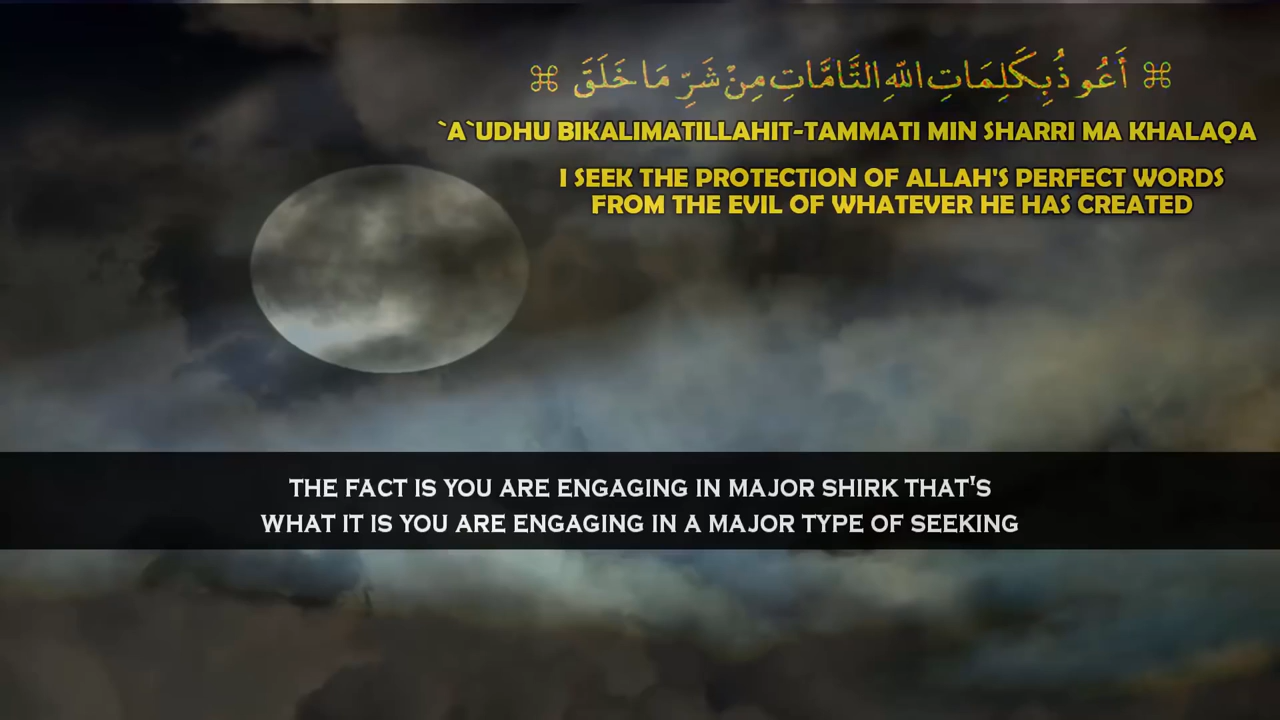 ⌘ أَعُوذُ بِكَلِمَاتِ اللّٰهِ التَّامَّاتِ مِنْ شَرِّ مَا خَلَقَ ⌘
`A`UDHU BIKALIMATILLAHIT-TAMMATI MIN SHARRI MA KHALAQA
I SEEK THE PROTECTION OF ALLAH'S PERFECT WORDS
FROM THE EVIL OF WHATEVER HE HAS CREATED
THE FACT IS YOU ARE ENGAGING IN MAJOR SHIRK THAT'S
WHAT IT IS YOU ARE ENGAGING IN A MAJOR TYPE OF SEEKING